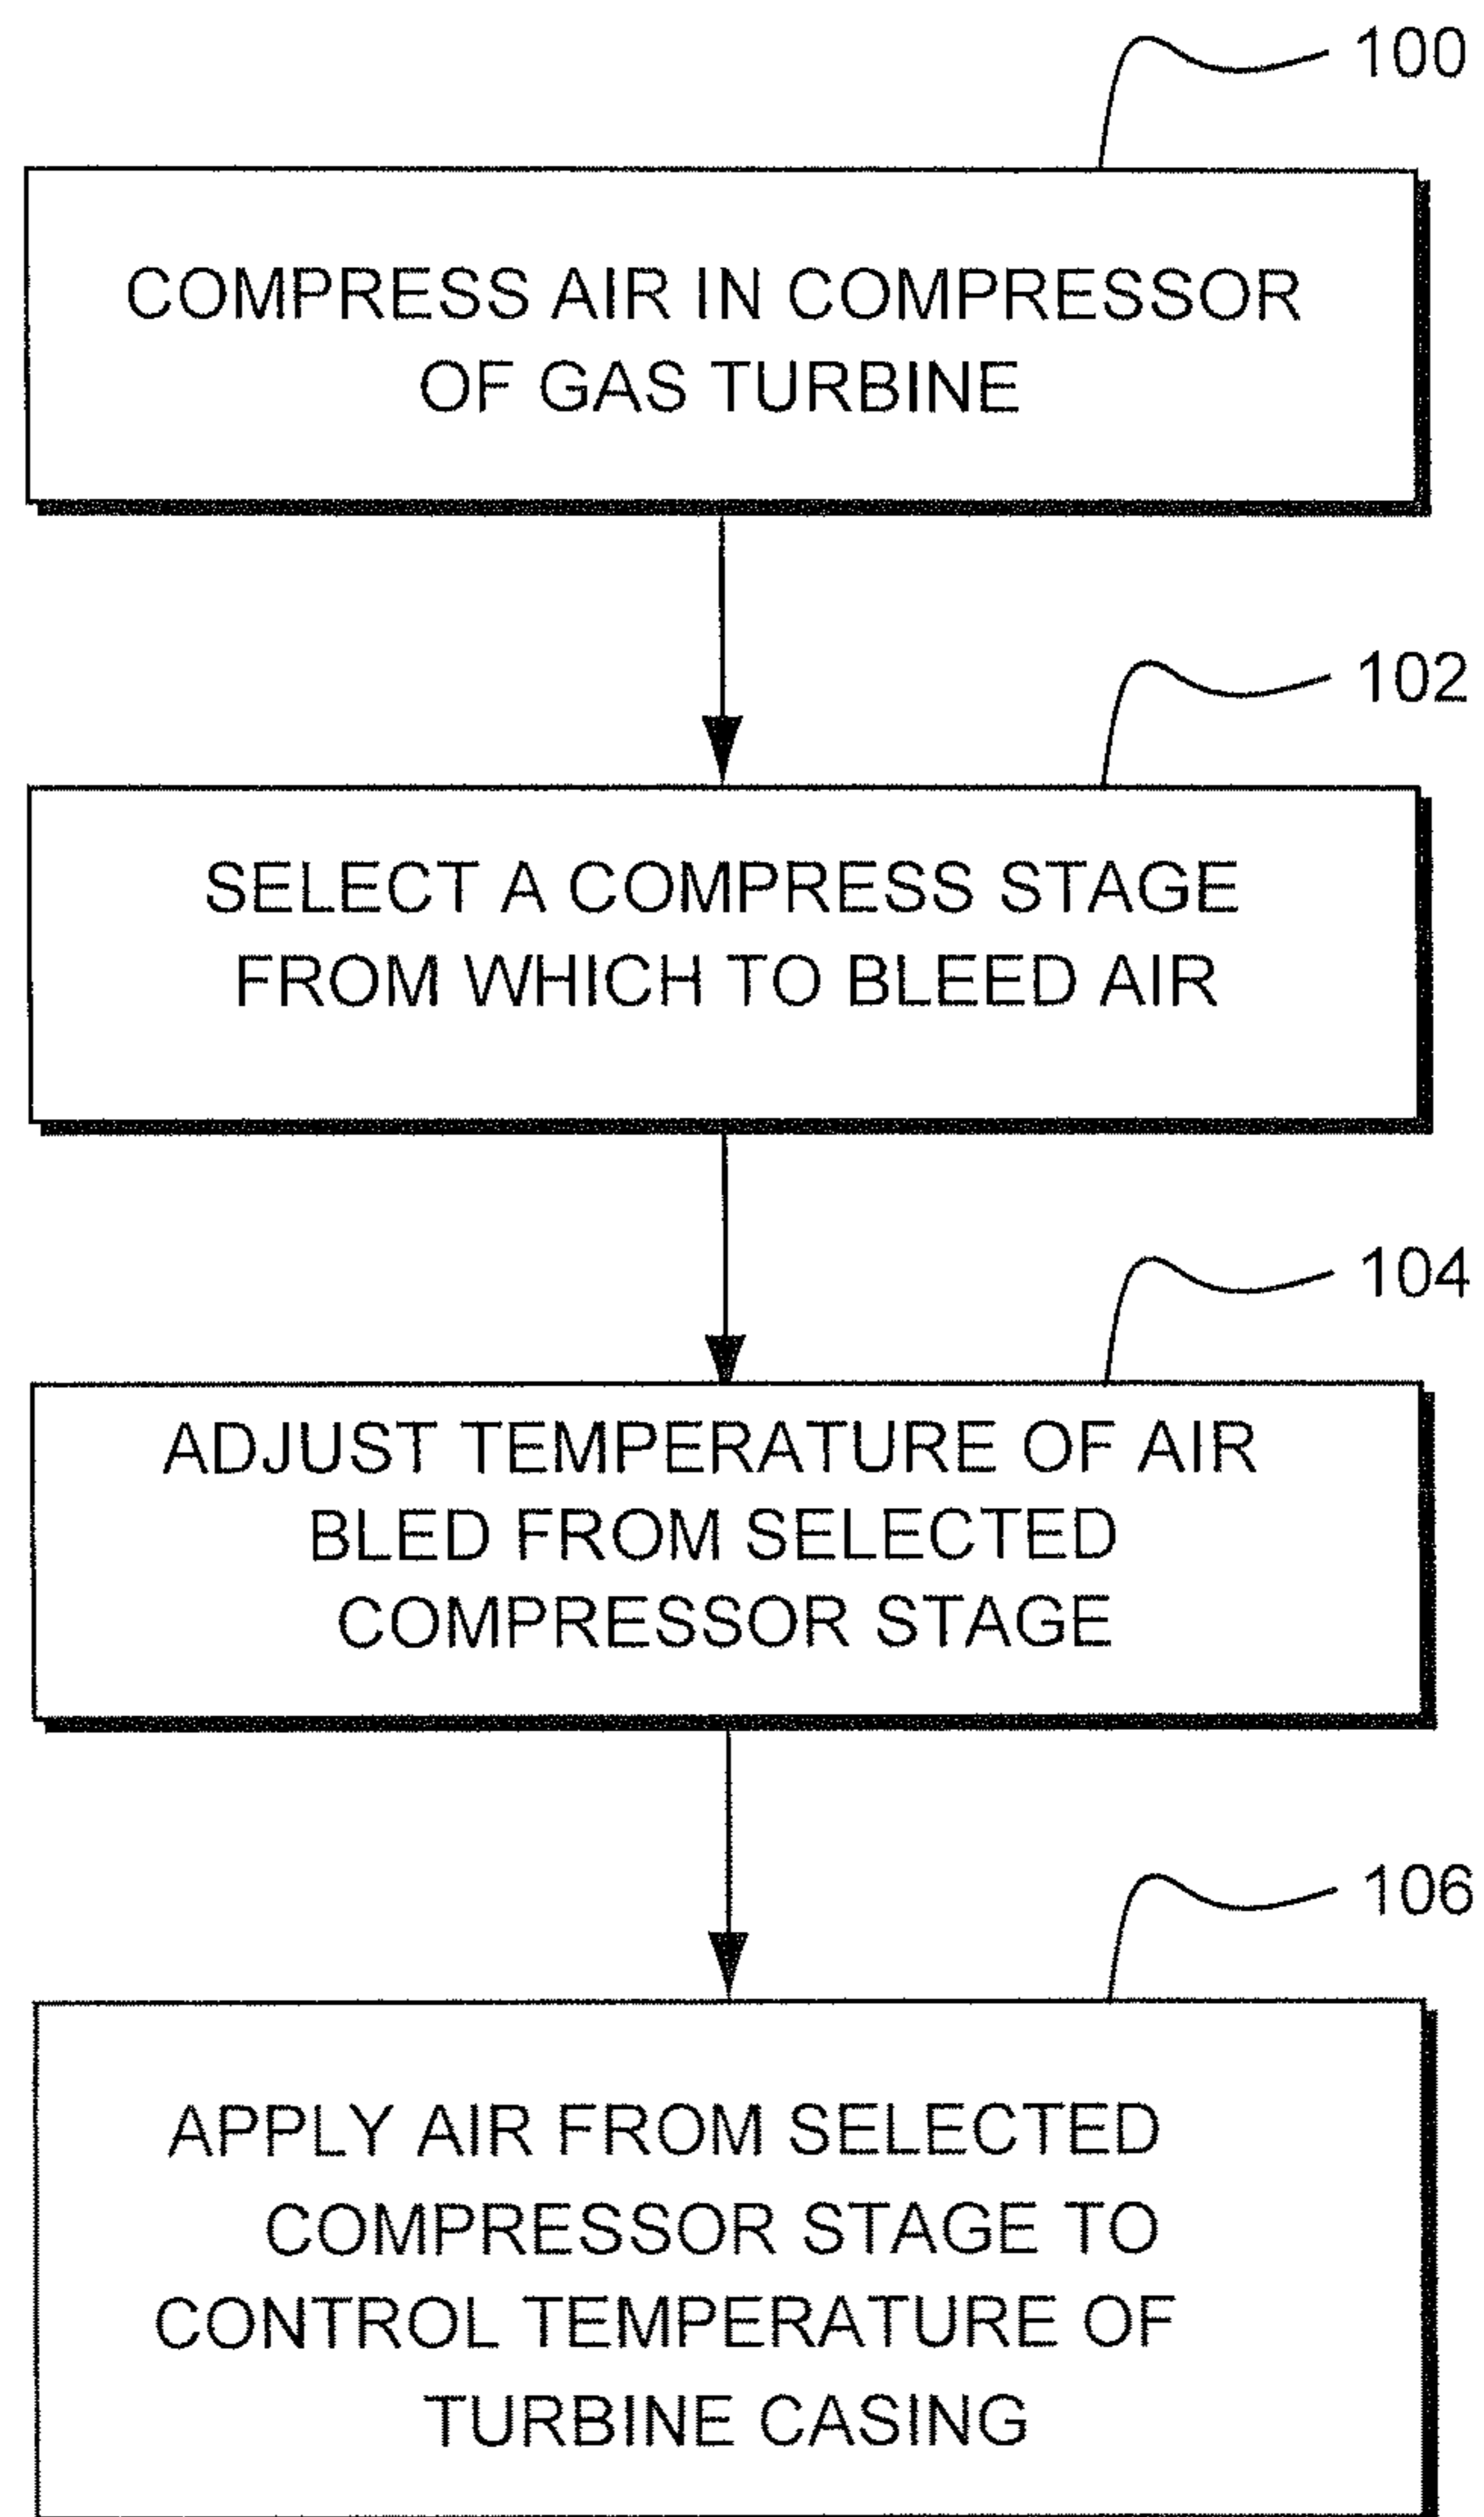 100
COMPRESS AIR IN COMPRESSOR
OF GAS TURBINE
102
SELECT A COMPRESS STAGE
FROM WHICH TO BLEED AIR
104
ADJUST TEMPERATURE OF AIR
BLED FROM SELECTED
COMPRESSOR STAGE
106
APPLY AIR FROM SELECTED
COMPRESSOR STAGE TO
CONTROL TEMPERATURE OF
TURBINE CASING